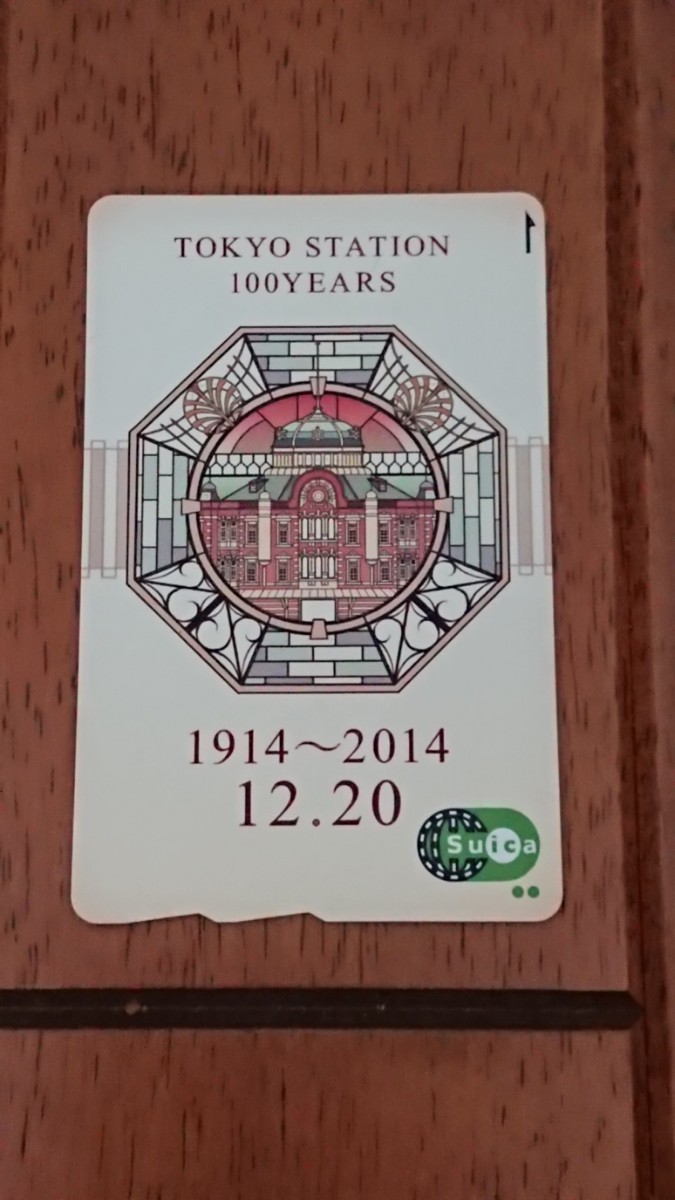 TOKYO STATION
100YEARS
1914〜2014
12.20
Suica